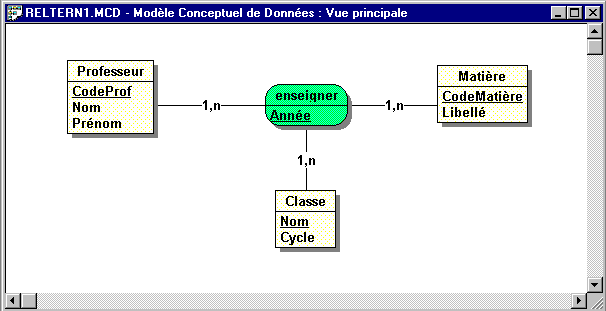 RELTERN1.MCD - Modèle Conceptuel de Données : Vue principale
Professeur
CodeProf
Nom
Prénom
1,n
enseigner
Année
1,n
Matière
CodeMatière
Libellé
1,n
Classe
Nom
Cycle